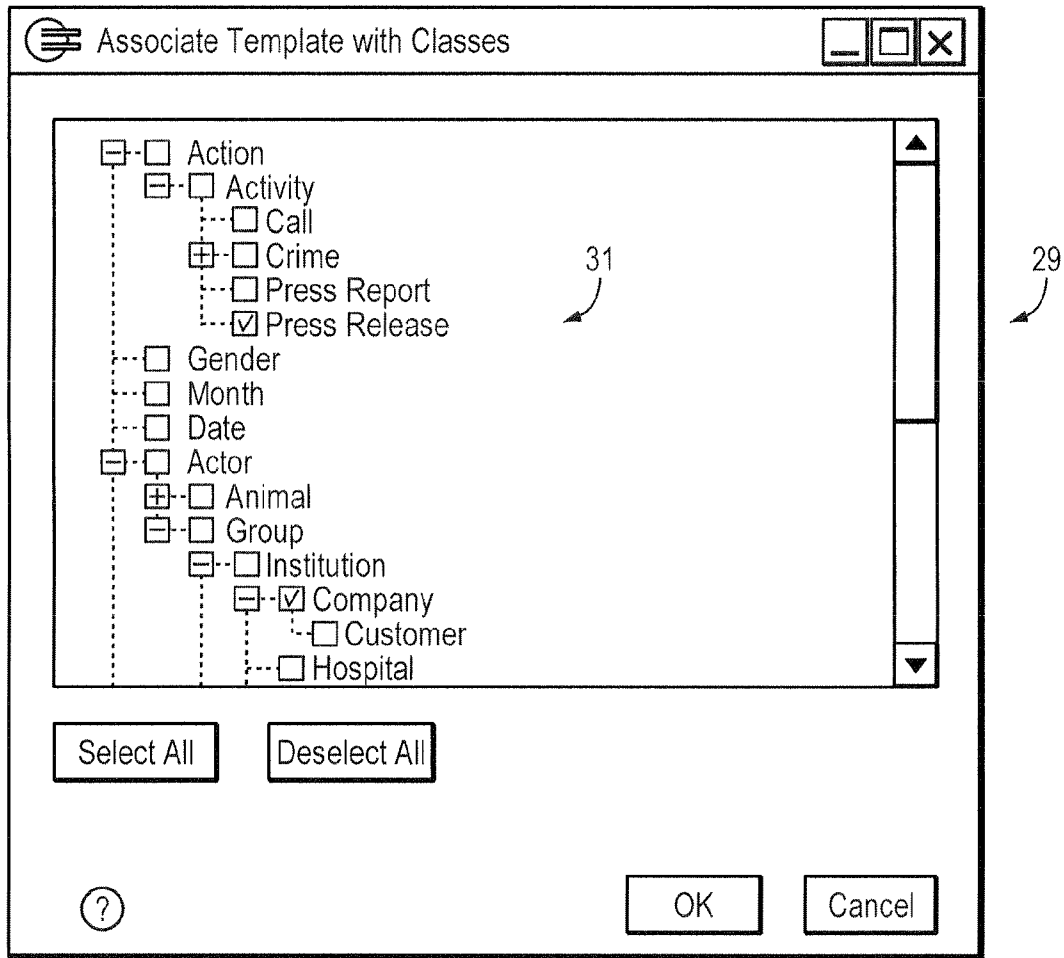 Associate Template with Classes
Action
Activity
Call
Crime
31
29
Press Report
Press Release
Gender
Month
Date
Actor
Animal
Group
Institution
Company
Customer
Hospital
Select All
Deselect All
?
OK
Cancel